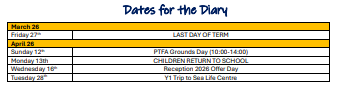 Dates for the Diary
March 26
Friday 27th LAST DAY OF TERM
April 26
Sunday 12th PTFA Grounds Day (10:00-14:00)
Monday 13th CHILDREN RETURN TO SCHOOL
Wednesday 16th Reception 2026 Offer Day
Tuesday 28th Y1 Trip to Sea Life Centre